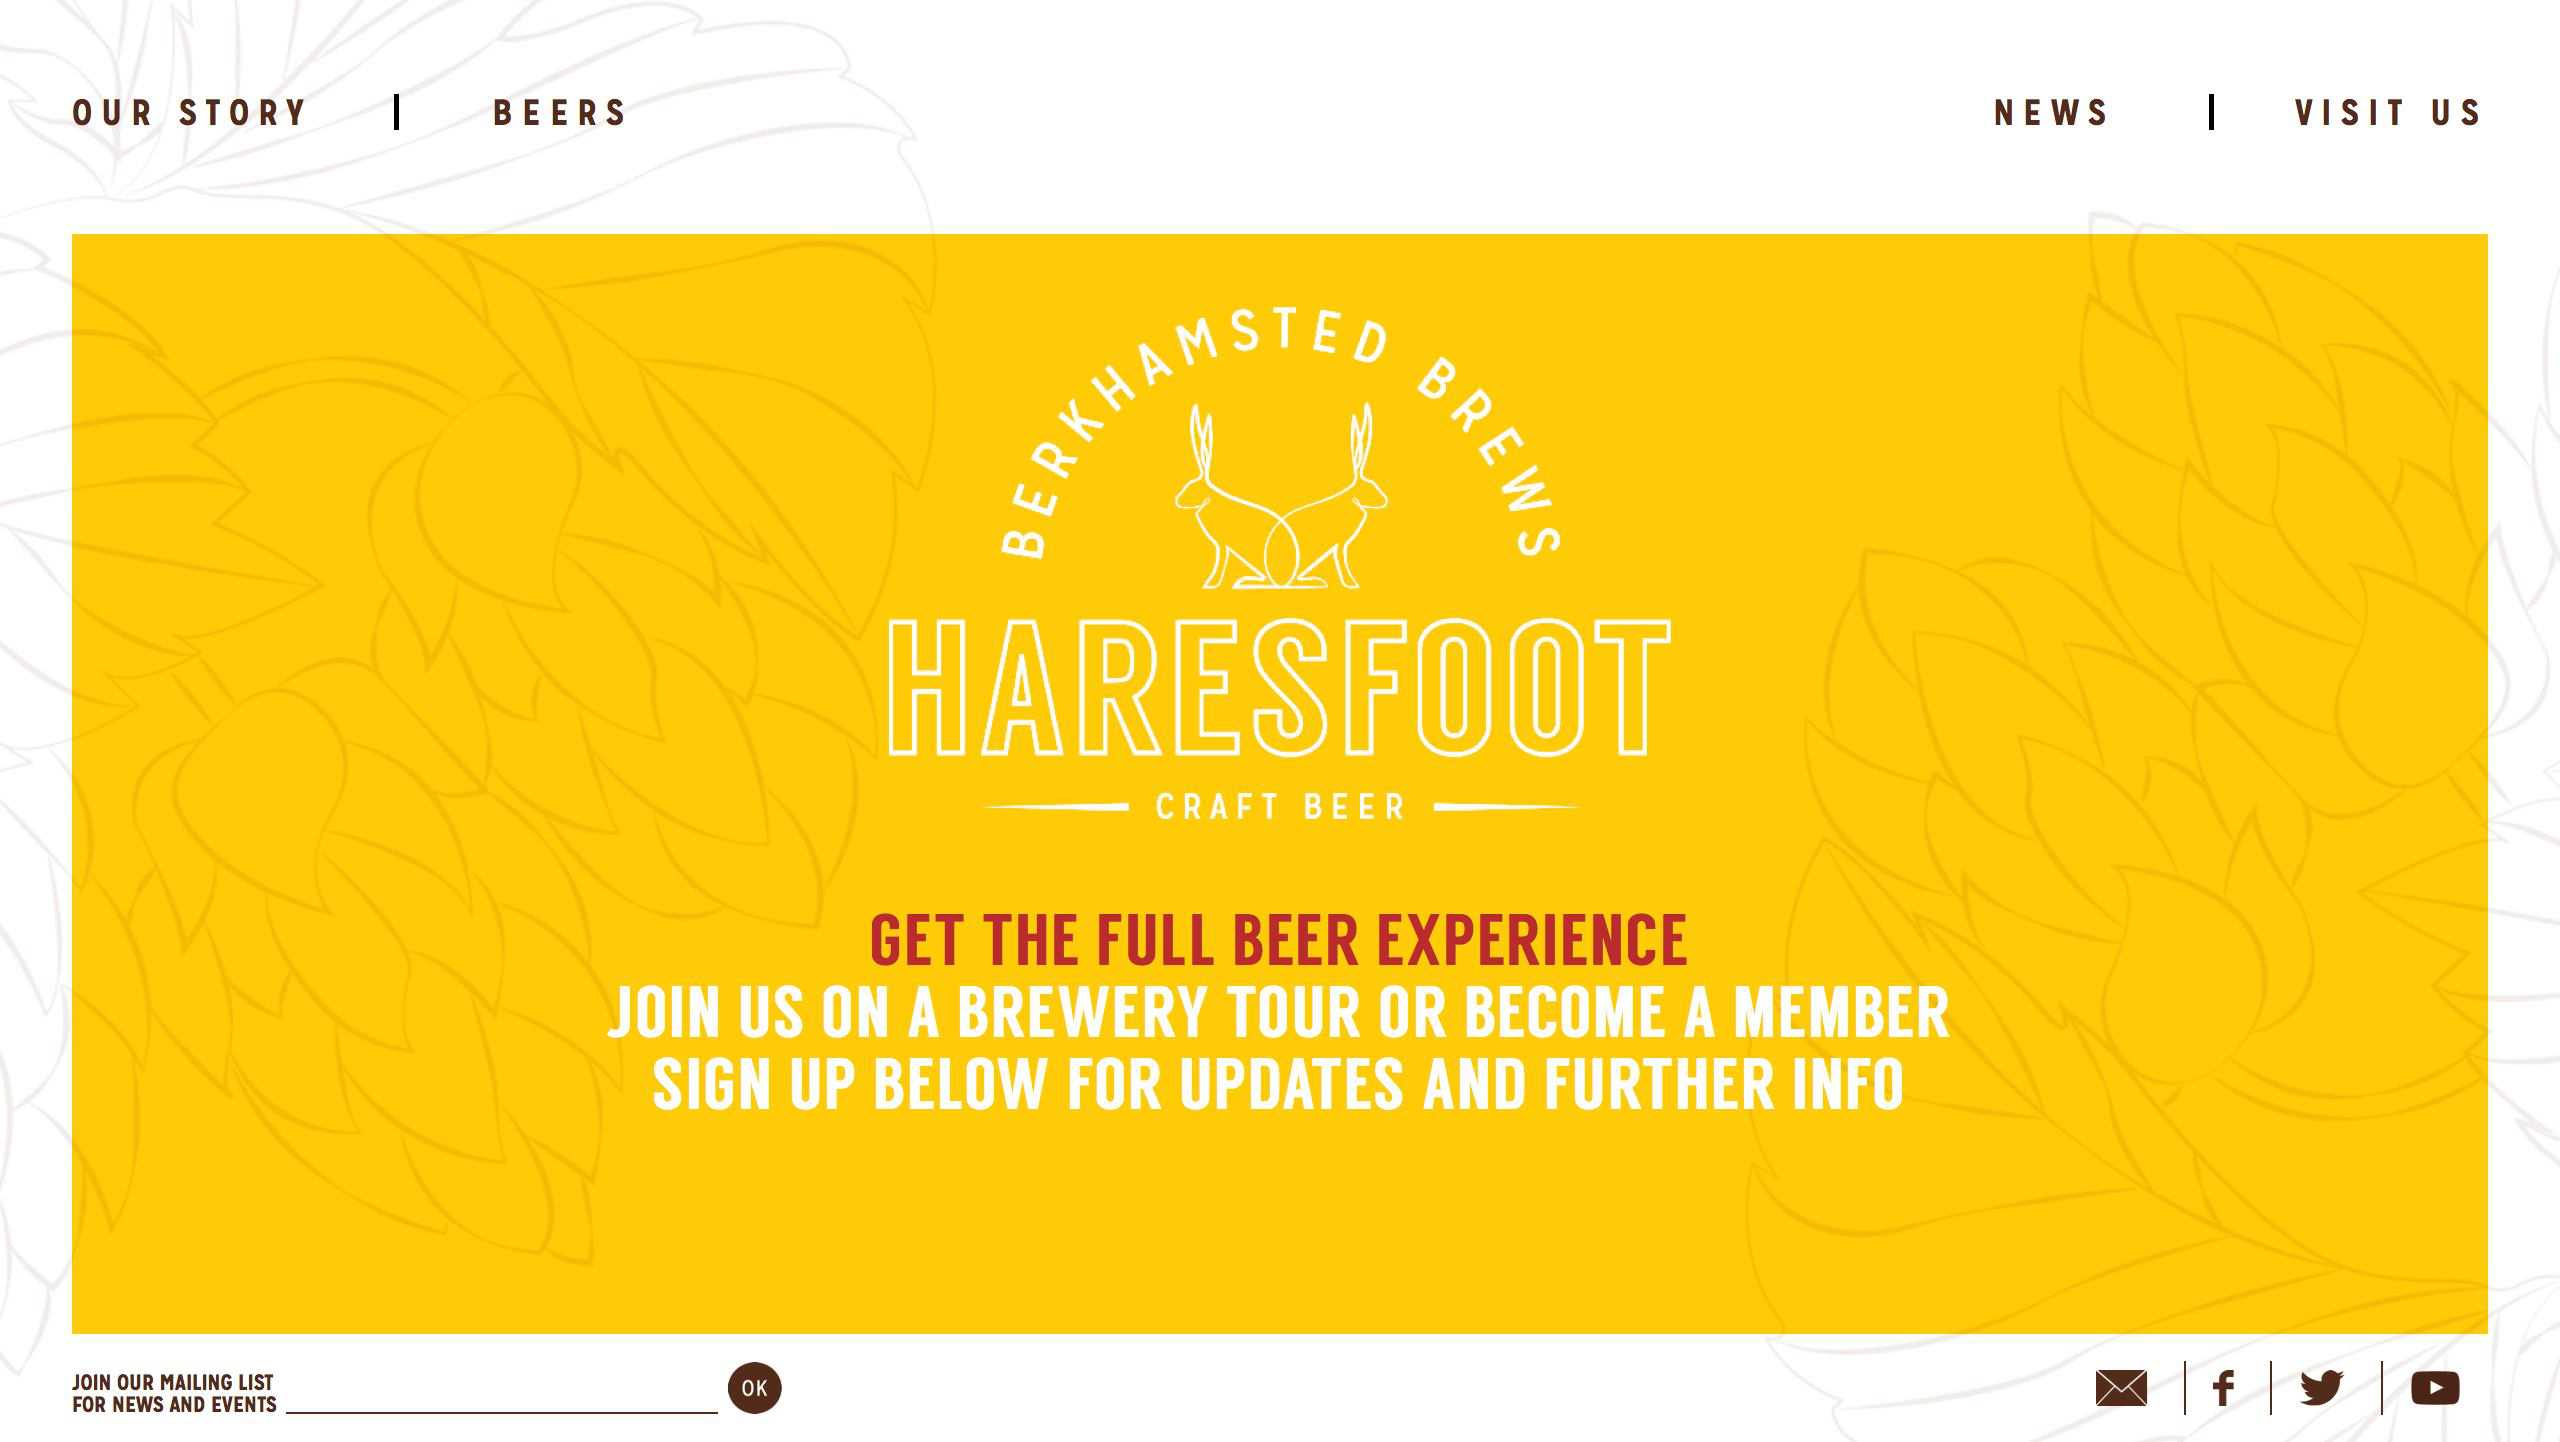 OUR STORY
BEERS
NEWS
VISIT US
BERKHAMSTED BREWS
HARESFOOT
CRAFT BEER
GET THE FULL BEER EXPERIENCE
JOIN US ON A BREWERY TOUR OR BECOME A MEMBER
SIGN UP BELOW FOR UPDATES AND FURTHER INFO
JOIN OUR MAILING LIST
FOR NEWS AND EVENTS
OK